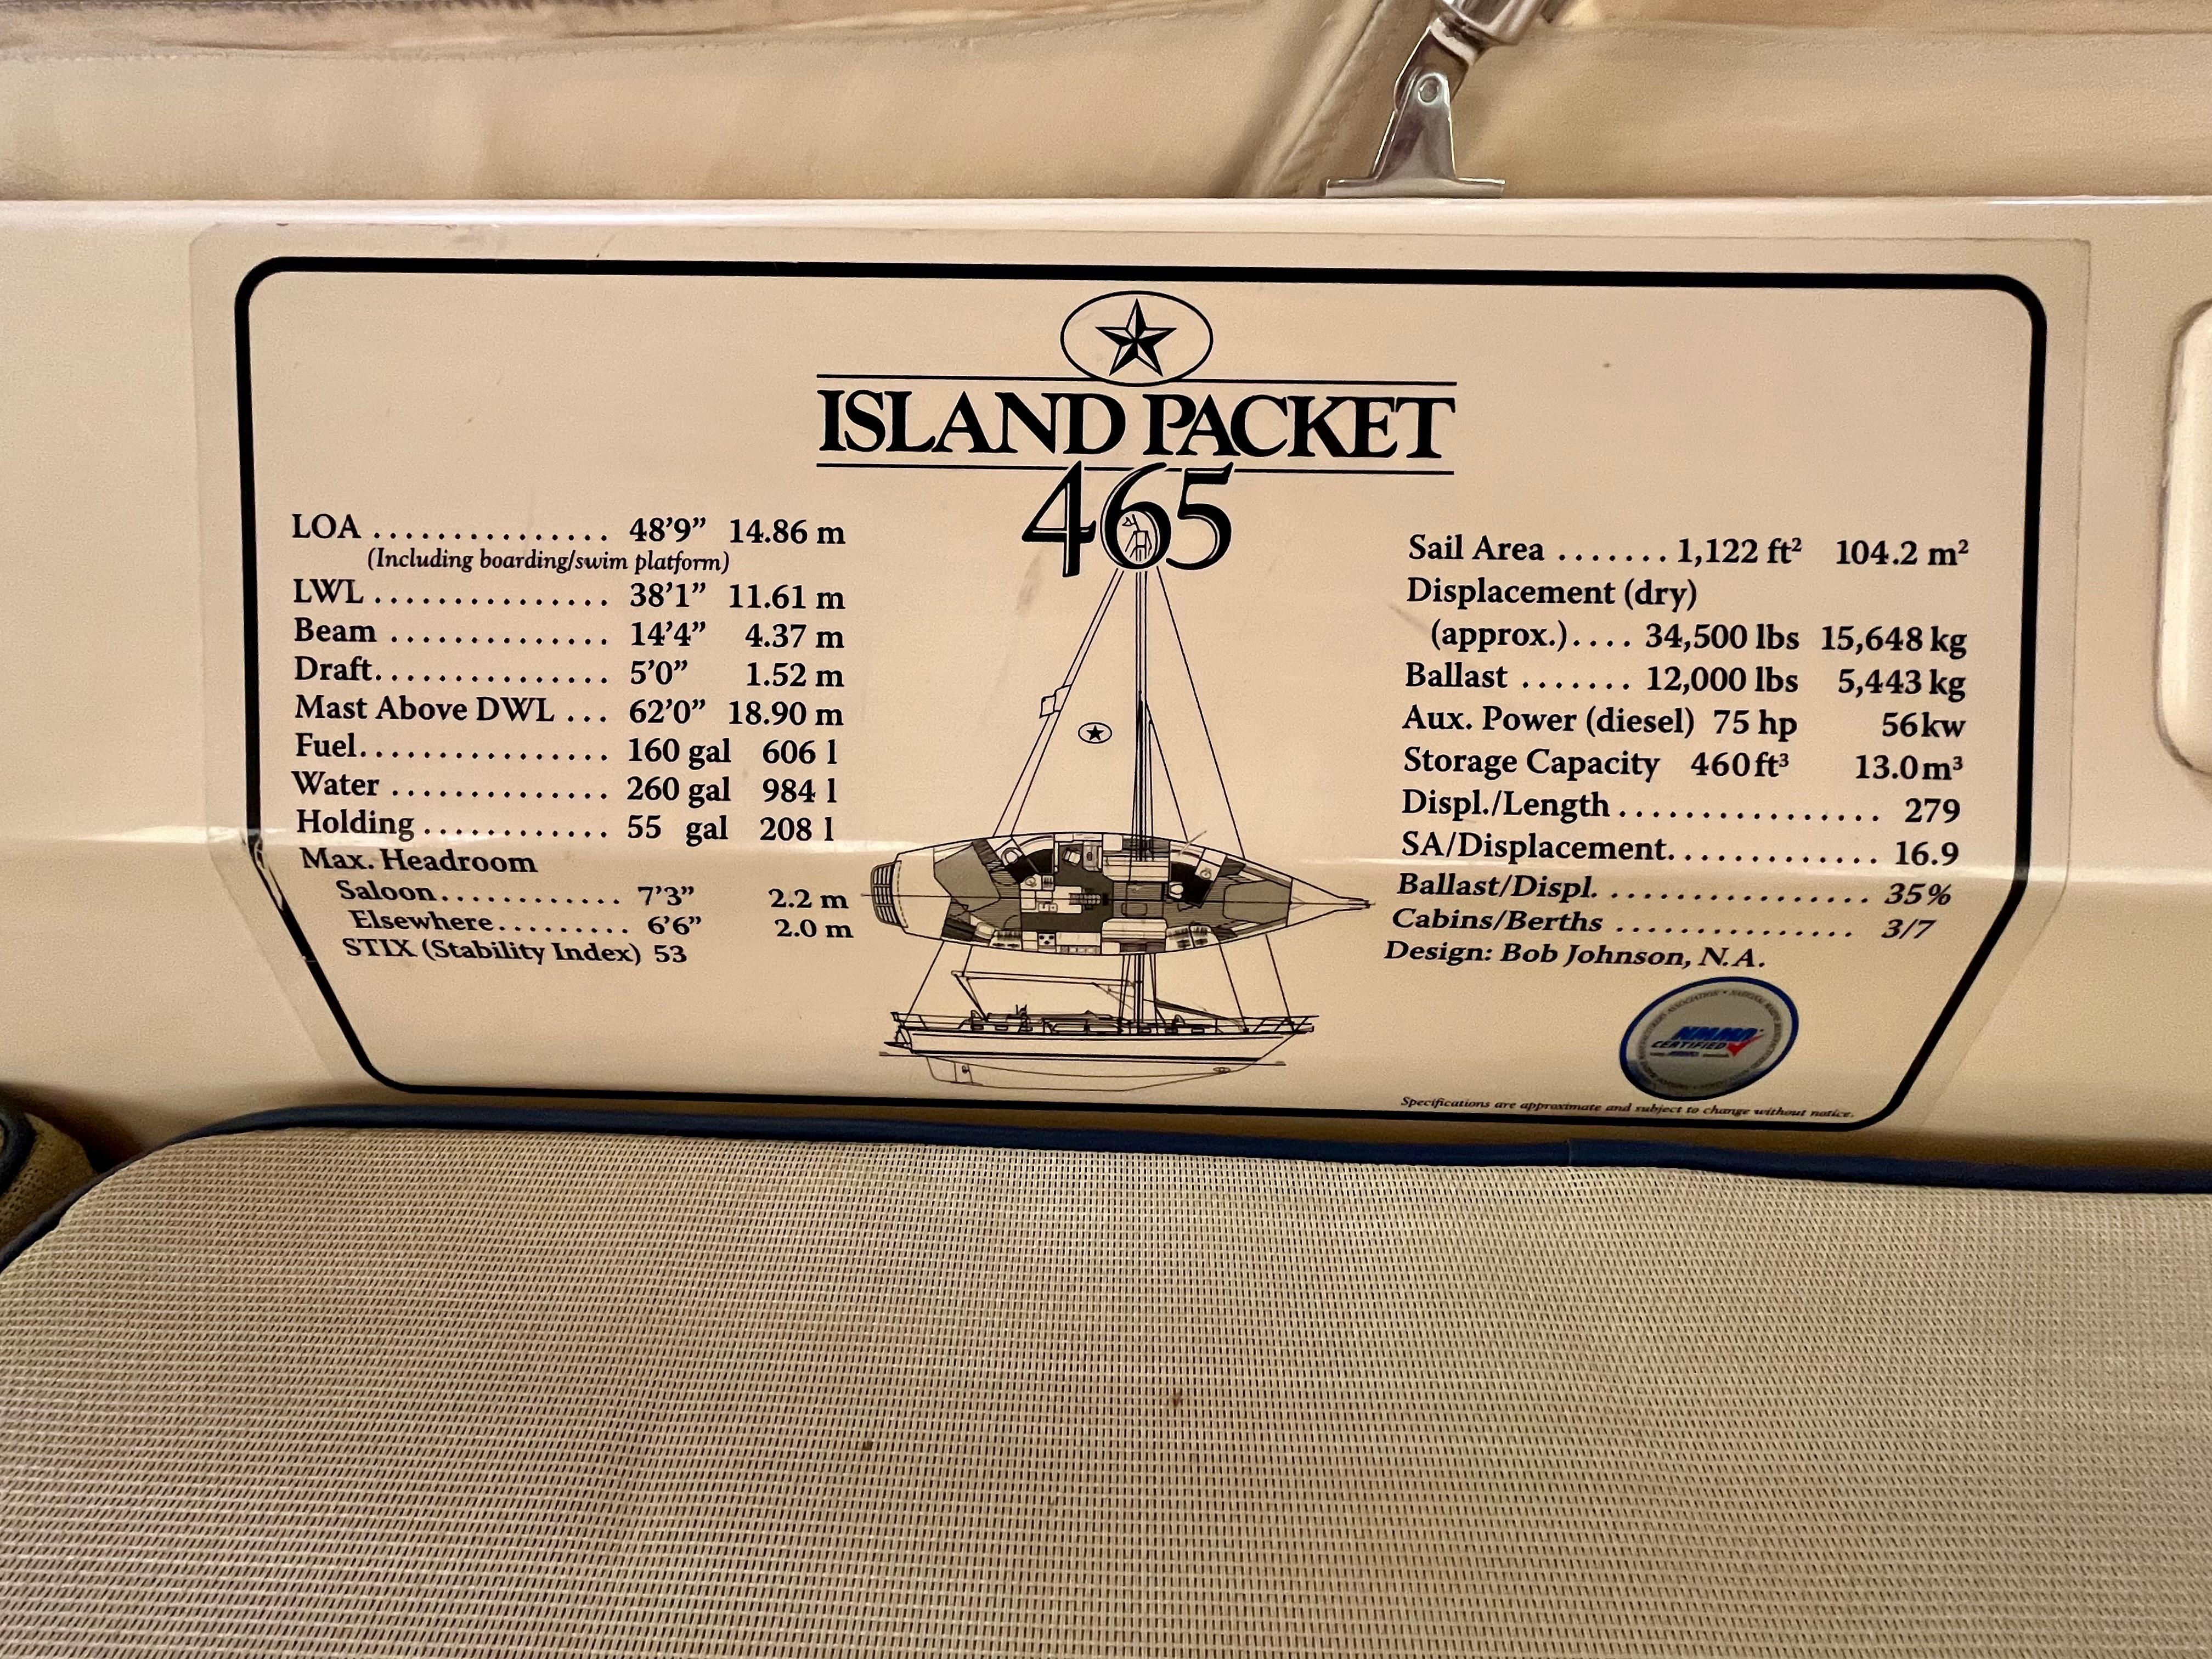 ISLAND PACKET
465
LOA ............... 48'9” 14.86 m
(Including boarding/swim platform)
LWL ............... 38'1” 11.61 m
Beam .............. 14'4” 4.37 m
Draft............... 5'0” 1.52 m
Mast Above DWL ... 62'0” 18.90 m
Fuel................ 160 gal 606 l
Water .............. 260 gal 984 l
Holding ............ 55 gal 208 l
Max. Headroom
Saloon............. 7'3” 2.2 m
Elsewhere.......... 6'6” 2.0 m
STIX (Stability Index) 53
Sail Area ....... 1,122 ft² 104.2 m²
Displacement (dry)
(approx.).... 34,500 lbs 15,648 kg
Ballast ....... 12,000 lbs 5,443 kg
Aux. Power (diesel) 75 hp 56kw
Storage Capacity 460ft³ 13.0m³
Displ./Length ................ 279
SA/Displacement............. 16.9
Ballast/Displ. ................. 35%
Cabins/Berths ............... 3/7
Design: Bob Johnson, N.A.
NMMA
CERTIFIED
Specifications are approximate and subject to change without notice.